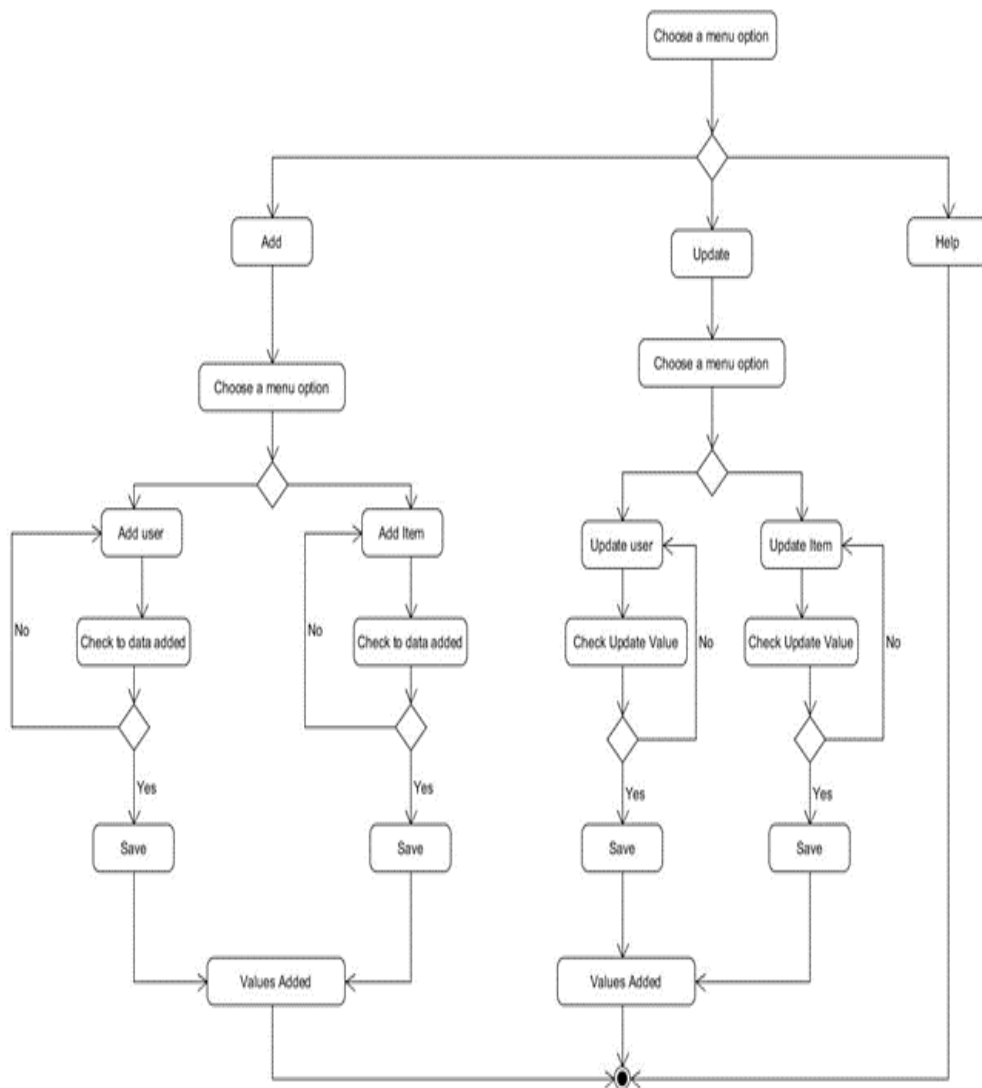 Choose a menu option
Add
Update
Help
Choose a menu option
Choose a menu option
Add user
Add Item
Update user
Update Item
No
Check to data added
No
Check to data added
Check Update Value
No
Check Update Value
No
Yes
Yes
Yes
Yes
Save
Save
Save
Save
Values Added
Values Added